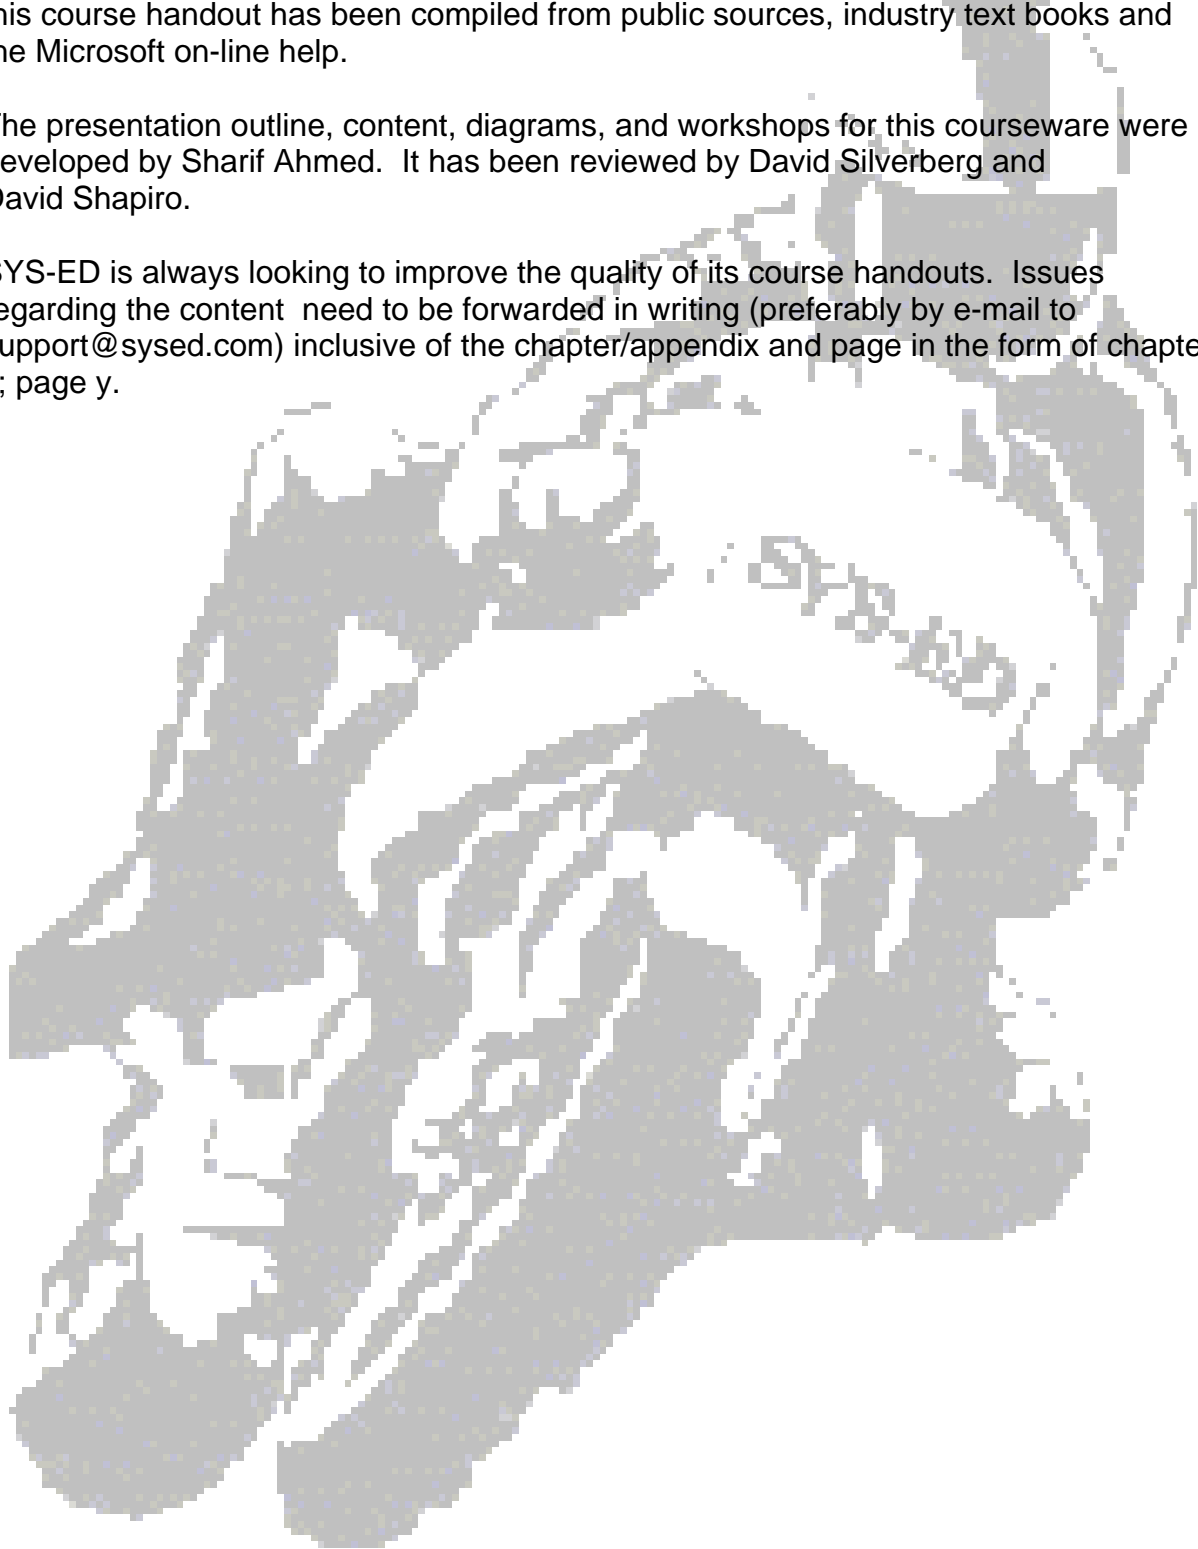 his course handout has been compiled from public sources, industry text books and
he Microsoft on-line help.
he presentation outline, content, diagrams, and workshops for this courseware were
eveloped by Sharif Ahmed. It has been reviewed by David Silverberg and
David Shapiro.
SYS-ED is always looking to improve the quality of its course handouts. Issues
egarding the content need to be forwarded in writing (preferably by e-mail to
upport@sysed.com) inclusive of the chapter/appendix and page in the form of chapte
; page y.
SYS-ED